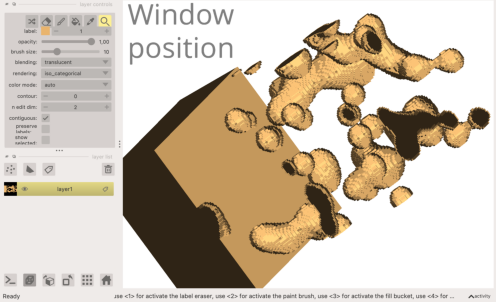 layer controls
label:
1
opacity:
1.00
brush size:
10
blending:
translucent
rendering:
iso_categorical
color mode:
auto
contour:
0
n edit dim:
3
contiguous:
preserve
labels:
show
selected:
layer list
layer1
Window
position
Ready
use <1> for activate the label eraser, use <2> for activate the paint brush, use <3> for activate the fill bucket, use <4> for ...
activity